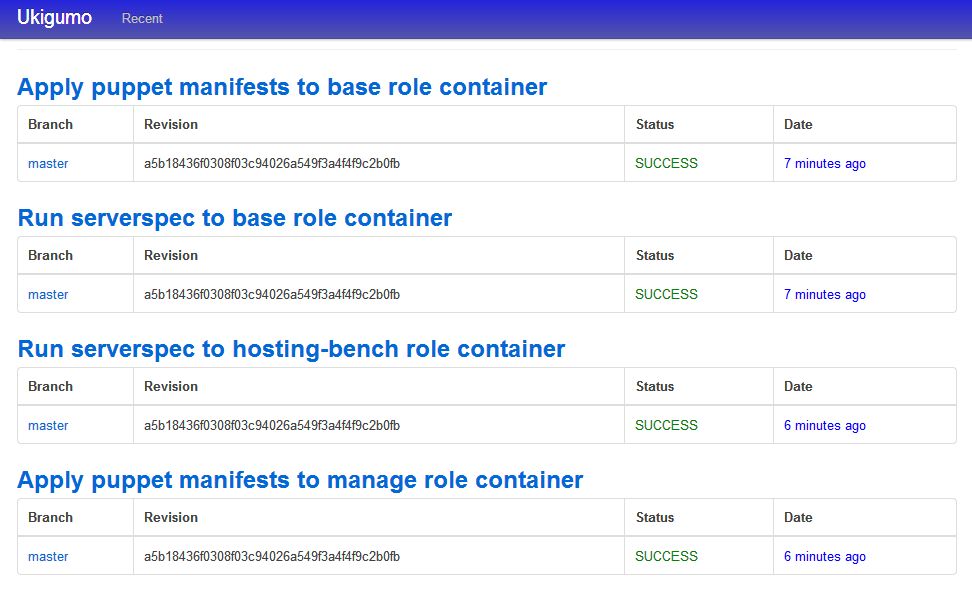 Ukigumo Recent
Apply puppet manifests to base role container
Branch Revision Status Date
master a5b18436f0308f03c94026a549f3a4f4f9c2b0fb SUCCESS 7 minutes ago
Run serverspec to base role container
Branch Revision Status Date
master a5b18436f0308f03c94026a549f3a4f4f9c2b0fb SUCCESS 7 minutes ago
Run serverspec to hosting-bench role container
Branch Revision Status Date
master a5b18436f0308f03c94026a549f3a4f4f9c2b0fb SUCCESS 6 minutes ago
Apply puppet manifests to manage role container
Branch Revision Status Date
master a5b18436f0308f03c94026a549f3a4f4f9c2b0fb SUCCESS 6 minutes ago